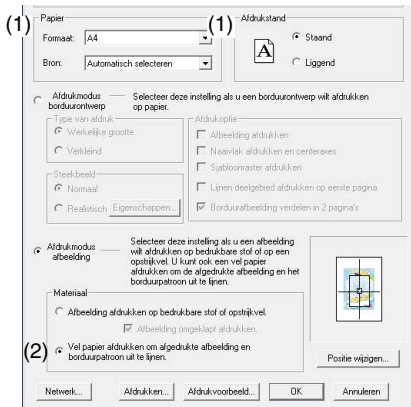 (1) Papier (1) Afdrukstand
Formaat: A4 A Staand
Bron: Automatisch selecteren Liggend
Afdrukmodus borduurontwerp
Selecteer deze instelling als u een borduurontwerp wilt afdrukken
op papier.
Type van afdruk
Werkelijke grootte
Verkleind
Steekbeeld
Normaal
Realistisch Eigenschappen...
Afdrukoptie
Afbeelding afdrukken
Naaivlak afdrukken en centeraxes
Sjabloonraster afdrukken
Lijnen deelgebied afdrukken op eerste pagina
Borduurafbeelding verdelen in 2 pagina's
Afdrukmodus
afbeelding
Selecteer deze instelling als u een afbeelding
wilt afdrukken op bedrukbare stof of op een
opstrijkvel. U kunt ook een vel papier
afdrukken om de afgedrukte afbeelding en het
borduurpatroon uit te lijnen.
Materiaal
Afbeelding afdrukken op bedrukbare stof of opstrijkvel.
Afbeelding omgeklapt afdrukken.
(2) Vel papier afdrukken om afgedrukte afbeelding en
borduurpatroon uit te lijnen.
Positie wijzigen...
Netwerk... Afdrukken... Afdrukvoorbeeld... OK Annuleren